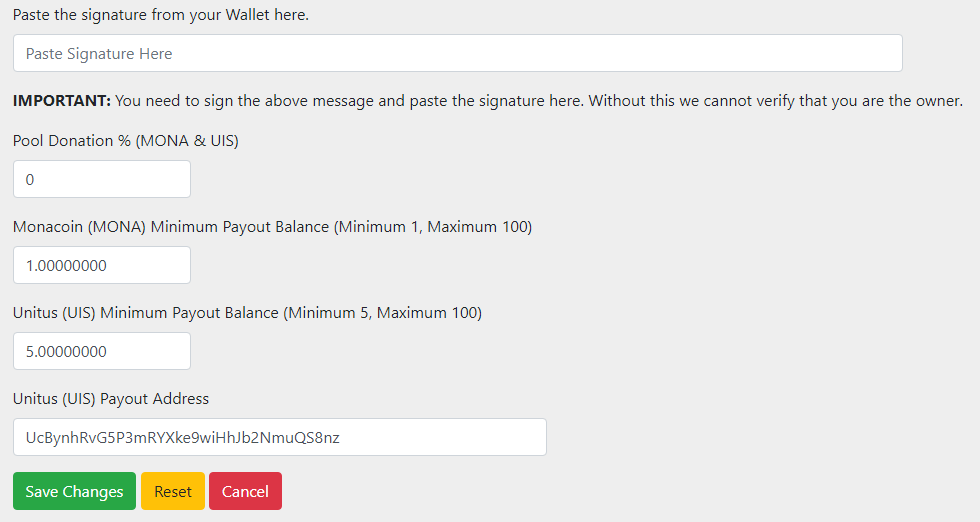 Paste the signature from your Wallet here.
Paste Signature Here
IMPORTANT: You need to sign the above message and paste the signature here. Without this we cannot verify that you are the owner.
Pool Donation % (MONA & UIS)
0
Monacoin (MONA) Minimum Payout Balance (Minimum 1, Maximum 100)
1.00000000
Unitus (UIS) Minimum Payout Balance (Minimum 5, Maximum 100)
5.00000000
Unitus (UIS) Payout Address
UcBynhRvG5P3mRYXke9wiHhJb2NmuQS8nz
Save Changes Reset Cancel